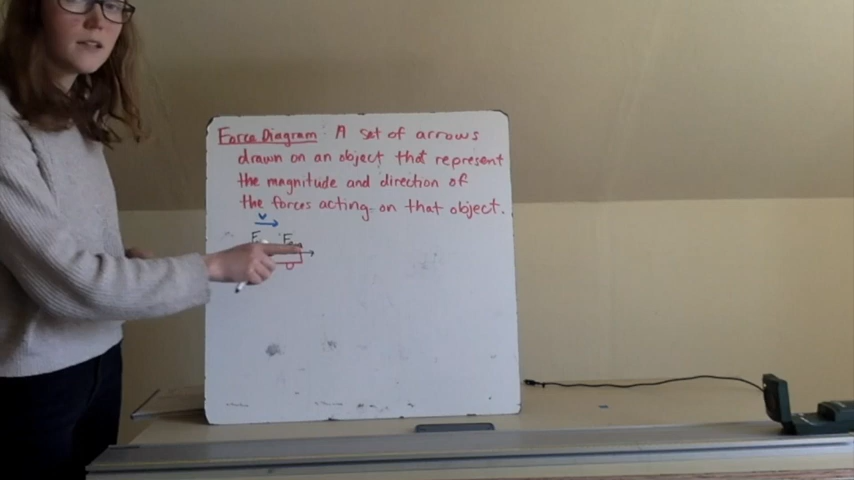 Force Diagram: A set of arrows
drawn on an object that represent
the magnitude and direction of
the forces acting on that object.
v
F F